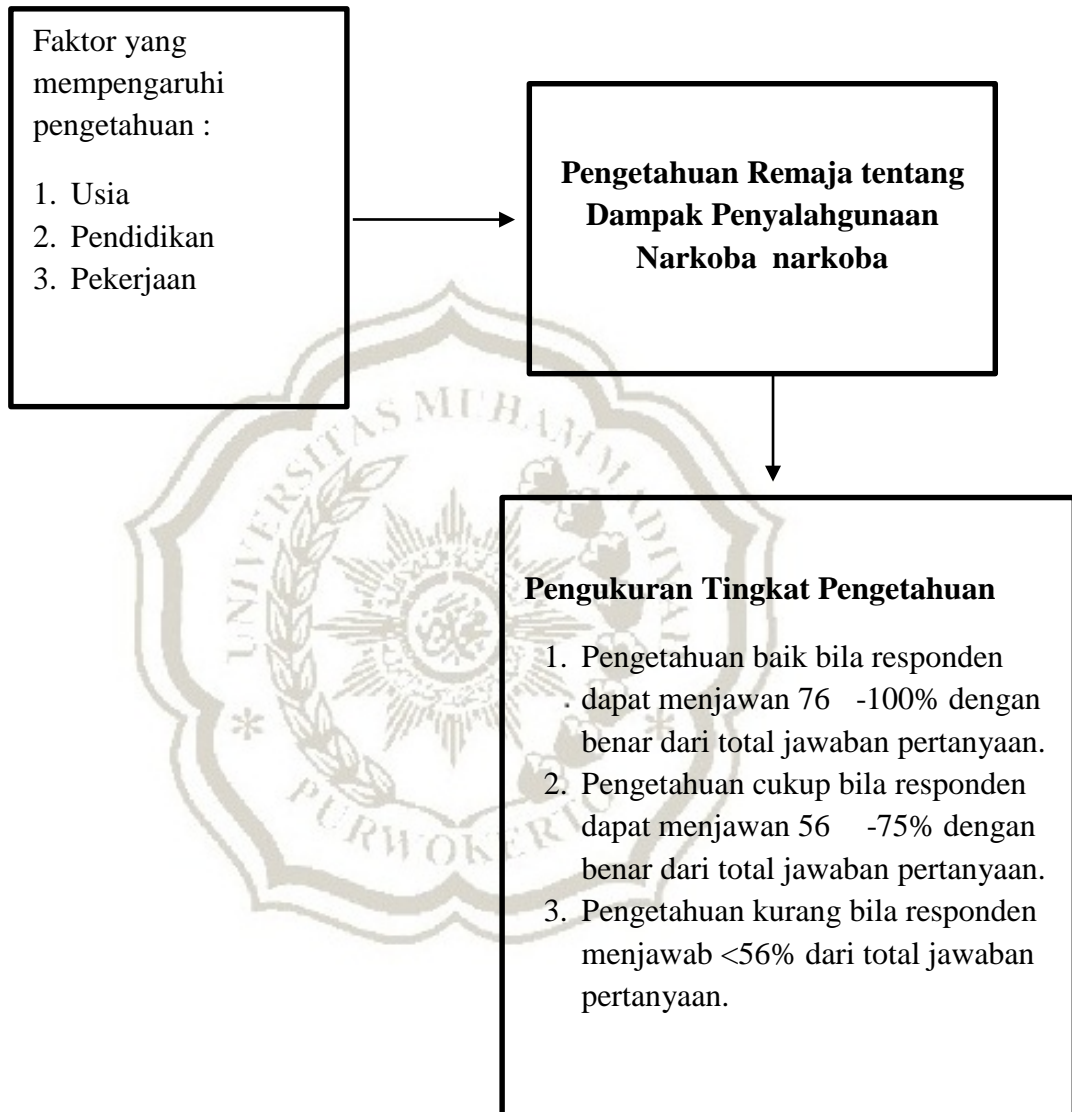 Faktor yang
mempengaruhi
pengetahuan :
1. Usia
2. Pendidikan
3. Pekerjaan
Pengetahuan Remaja tentang
Dampak Penyalahgunaan
Narkoba narkoba
Pengukuran Tingkat Pengetahuan
1. Pengetahuan baik bila responden
dapat menjawan 76 -100% dengan
benar dari total jawaban pertanyaan.
2. Pengetahuan cukup bila responden
dapat menjawan 56 -75% dengan
benar dari total jawaban pertanyaan.
3. Pengetahuan kurang bila responden
menjawab <56% dari total jawaban
pertanyaan.
UNIVERSITAS MUHAMMADIYAH
* PURWOKERTO *